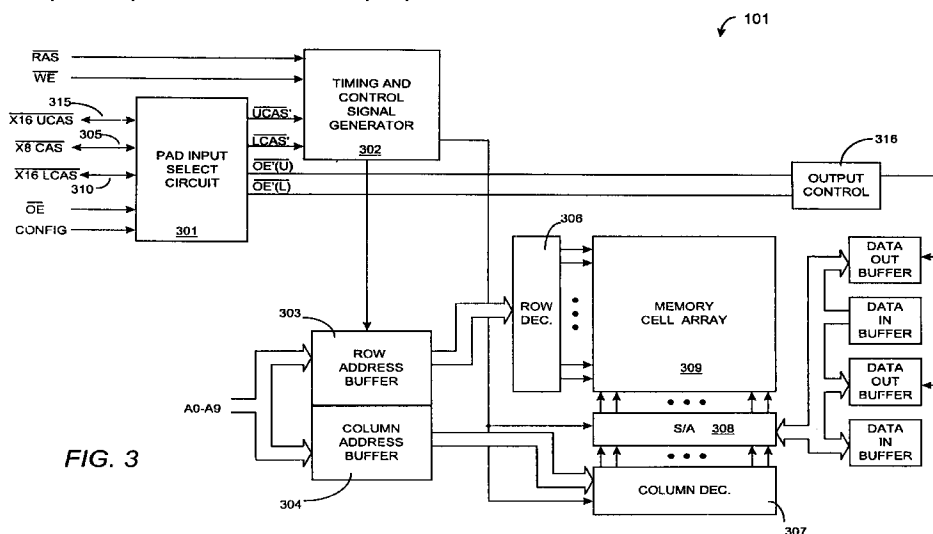 101
RAS
WE
315
X16 UCAS
305
X8 CAS
X16 LCAS
310
OE
CONFIG
PAD INPUT
SELECT
CIRCUIT
301
UCAS'
LCAS'
OE'(U)
OE'(L)
TIMING AND
CONTROL
SIGNAL
GENERATOR
302
316
OUTPUT
CONTROL
306
ROW
DEC.
MEMORY
CELL ARRAY
309
DATA
OUT
BUFFER
DATA
IN
BUFFER
DATA
OUT
BUFFER
DATA
IN
BUFFER
303
ROW
ADDRESS
BUFFER
A0-A9
COLUMN
ADDRESS
BUFFER
304
S/A 308
COLUMN DEC.
307
FIG. 3